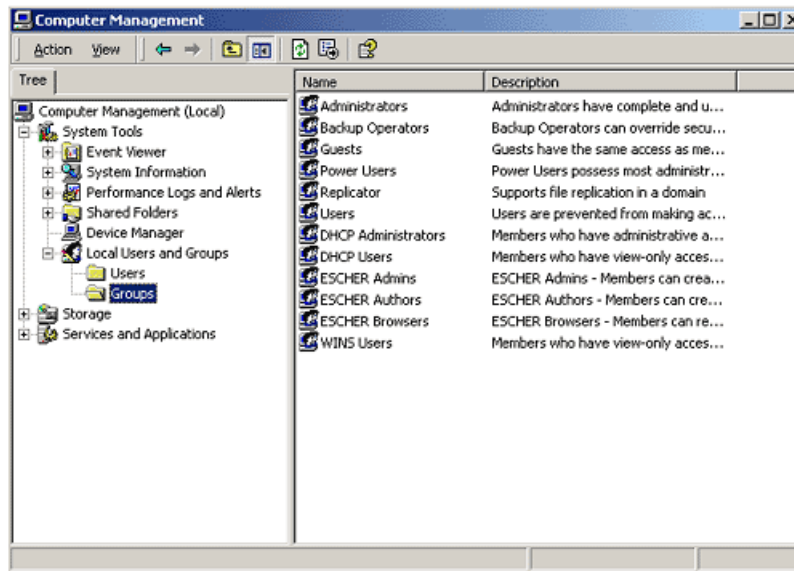 Computer Management
Action View
Tree
Computer Management (Local)
System Tools
Event Viewer
System Information
Performance Logs and Alerts
Shared Folders
Device Manager
Local Users and Groups
Users
Groups
Storage
Services and Applications
Name Description
Administrators Administrators have complete and u...
Backup Operators Backup Operators can override secu...
Guests Guests have the same access as me...
Power Users Power Users possess most administr...
Replicator Supports file replication in a domain
Users Users are prevented from making ac...
DHCP Administrators Members who have administrative a...
DHCP Users Members who have view-only acces...
ESCHER Admins ESCHER Admins - Members can crea...
ESCHER Authors ESCHER Authors - Members can cre...
ESCHER Browsers ESCHER Browsers - Members can re...
WINS Users Members who have view-only acces...